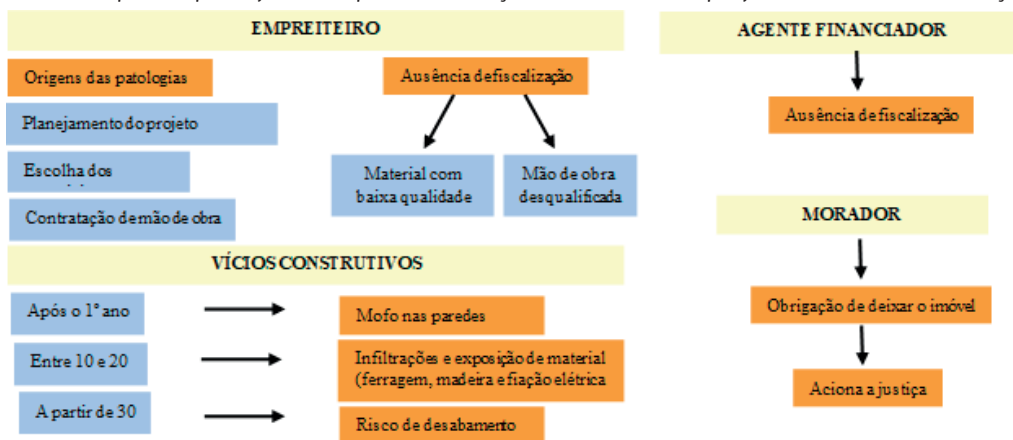 EMPREITEIRO
Origens das patologias
Planejamento do projeto
Escolha dos
Contratação de mão de obra
Ausência de fiscalização
Material com
baixa qualidade
Mão de obra
desqualificada
VÍCIOS CONSTRUTIVOS
Após o 1º ano
Mofo nas paredes
Entre 10 e 20
Infiltrações e exposição de material
(ferragem, madeira e fiação elétrica
A partir de 30
Risco de desabamento
AGENTE FINANCIADOR
Ausência de fiscalização
MORADOR
Obrigação de deixar o imóvel
Aciona a justiça